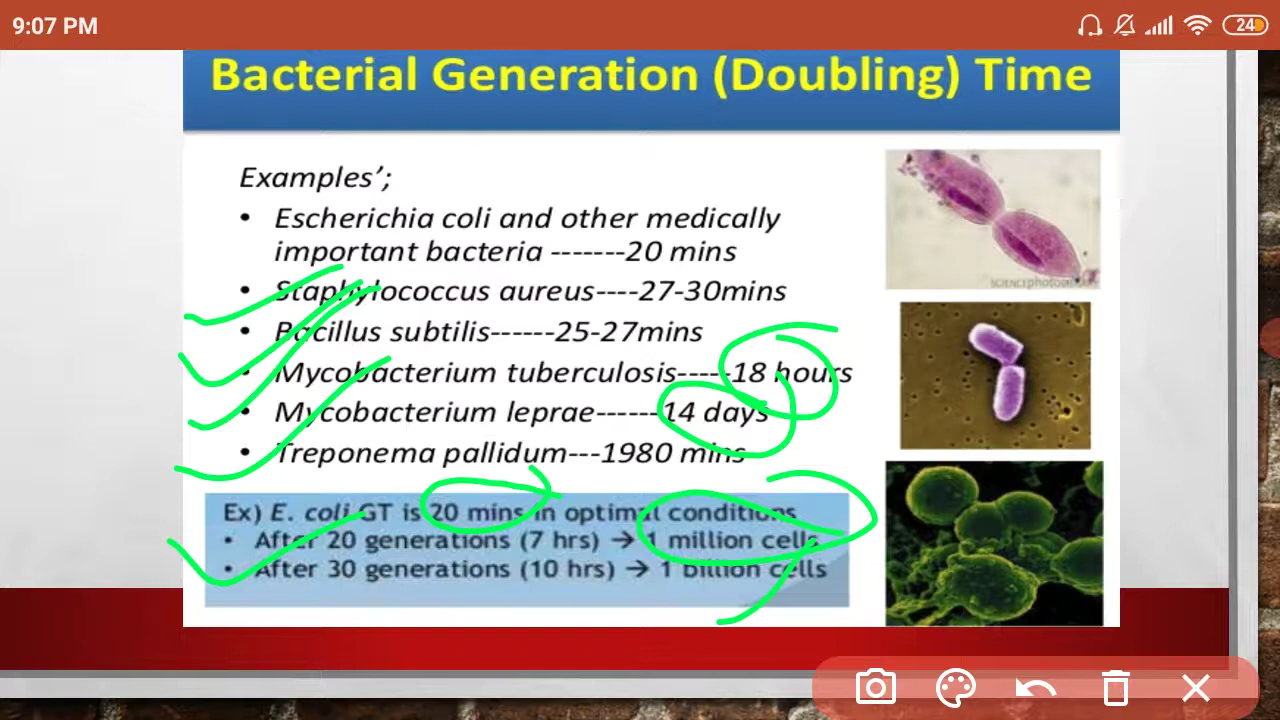 9:07 PM
24
Bacterial Generation (Doubling) Time
Examples’;
• Escherichia coli and other medically
important bacteria -------20 mins
• Staphylococcus aureus----27-30mins
• Bacillus subtilis------25-27mins
• Mycobacterium tuberculosis-----18 hours
• Mycobacterium leprae------14 days
• Treponema pallidum---1980 mins
Ex) E. coli GT is 20 mins in optimal conditions
• After 20 generations (7 hrs) → 1 million cells
• After 30 generations (10 hrs) → 1 billion cells